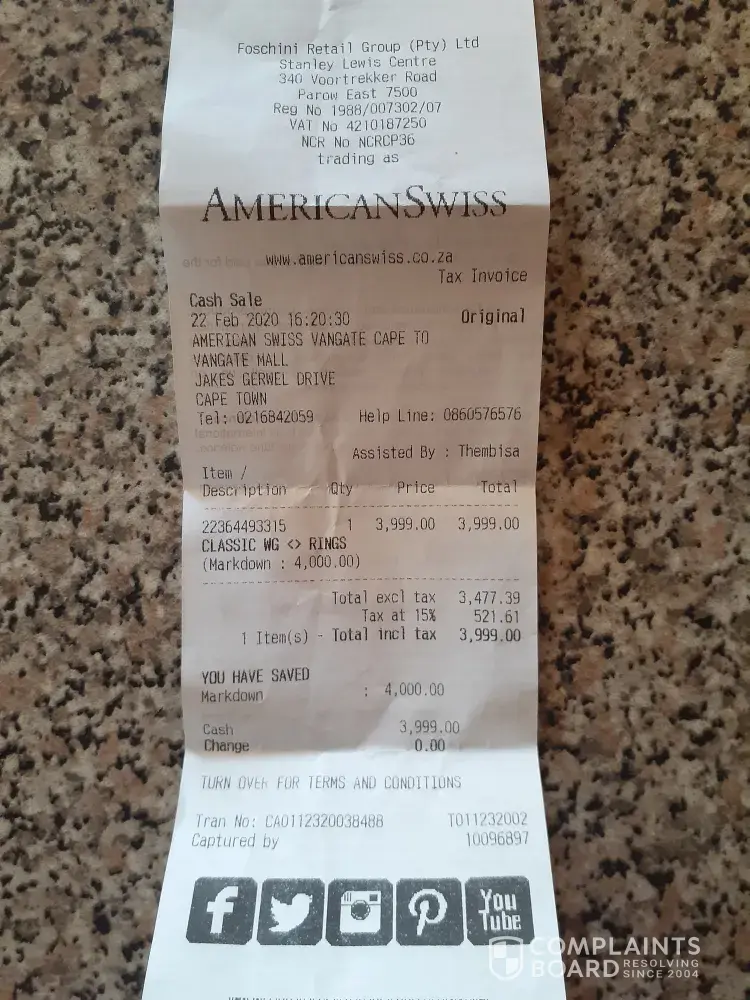 Foschini Retail Group (Pty) Ltd
Stanley Lewis Centre
340 Voortrekker Road
Parow East 7500
Reg No 1988/007302/07
VAT No 4210187250
NCR No NCRCP36
trading as
AMERICANSWISS
www.americanswiss.co.za
Tax Invoice
Cash Sale
22 Feb 2020 16:20:30 Original
AMERICAN SWISS VANGATE CAPE TO
VANGATE MALL
JAKES GERWEL DRIVE
CAPE TOWN
Tel: 0216842059 Help Line: 0860576576
Assisted By : Thembisa
Item /
Description Qty Price Total
22364493315 1 3,999.00 3,999.00
CLASSIC WG <> RINGS
(Markdown : 4,000.00)
Total excl tax 3,477.39
Tax at 15% 521.61
1 Item(s) - Total incl tax 3,999.00
YOU HAVE SAVED
Markdown : 4,000.00
Cash 3,999.00
Change 0.00
TURN OVER FOR TERMS AND CONDITIONS
Tran No: CA0112320038488 T011232002
Captured by 10096897
You
Tube
COMPLAINTS
BOARD RESOLVING
SINCE 2004